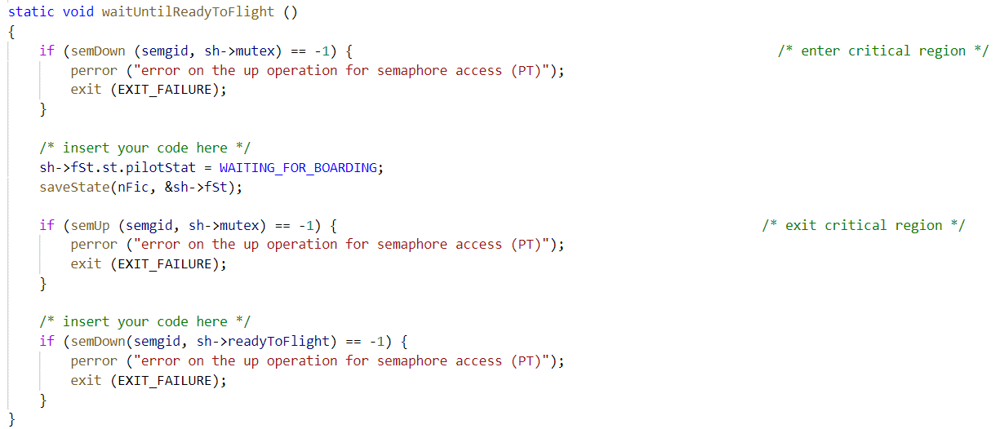 static void waitUntilReadyToFlight ()
{
    if (semDown (semgid, sh->mutex) == -1) {                                                      /* enter critical region */
        perror ("error on the up operation for semaphore access (PT)");
        exit (EXIT_FAILURE);
    }

    /* insert your code here */
    sh->fSt.st.pilotStat = WAITING_FOR_BOARDING;
    saveState(nFic, &sh->fSt);

    if (semUp (semgid, sh->mutex) == -1) {                                                      /* exit critical region */
        perror ("error on the up operation for semaphore access (PT)");
        exit (EXIT_FAILURE);
    }

    /* insert your code here */
    if (semDown(semgid, sh->readyToFlight) == -1) {
        perror ("error on the up operation for semaphore access (PT)");
        exit (EXIT_FAILURE);
    }
}